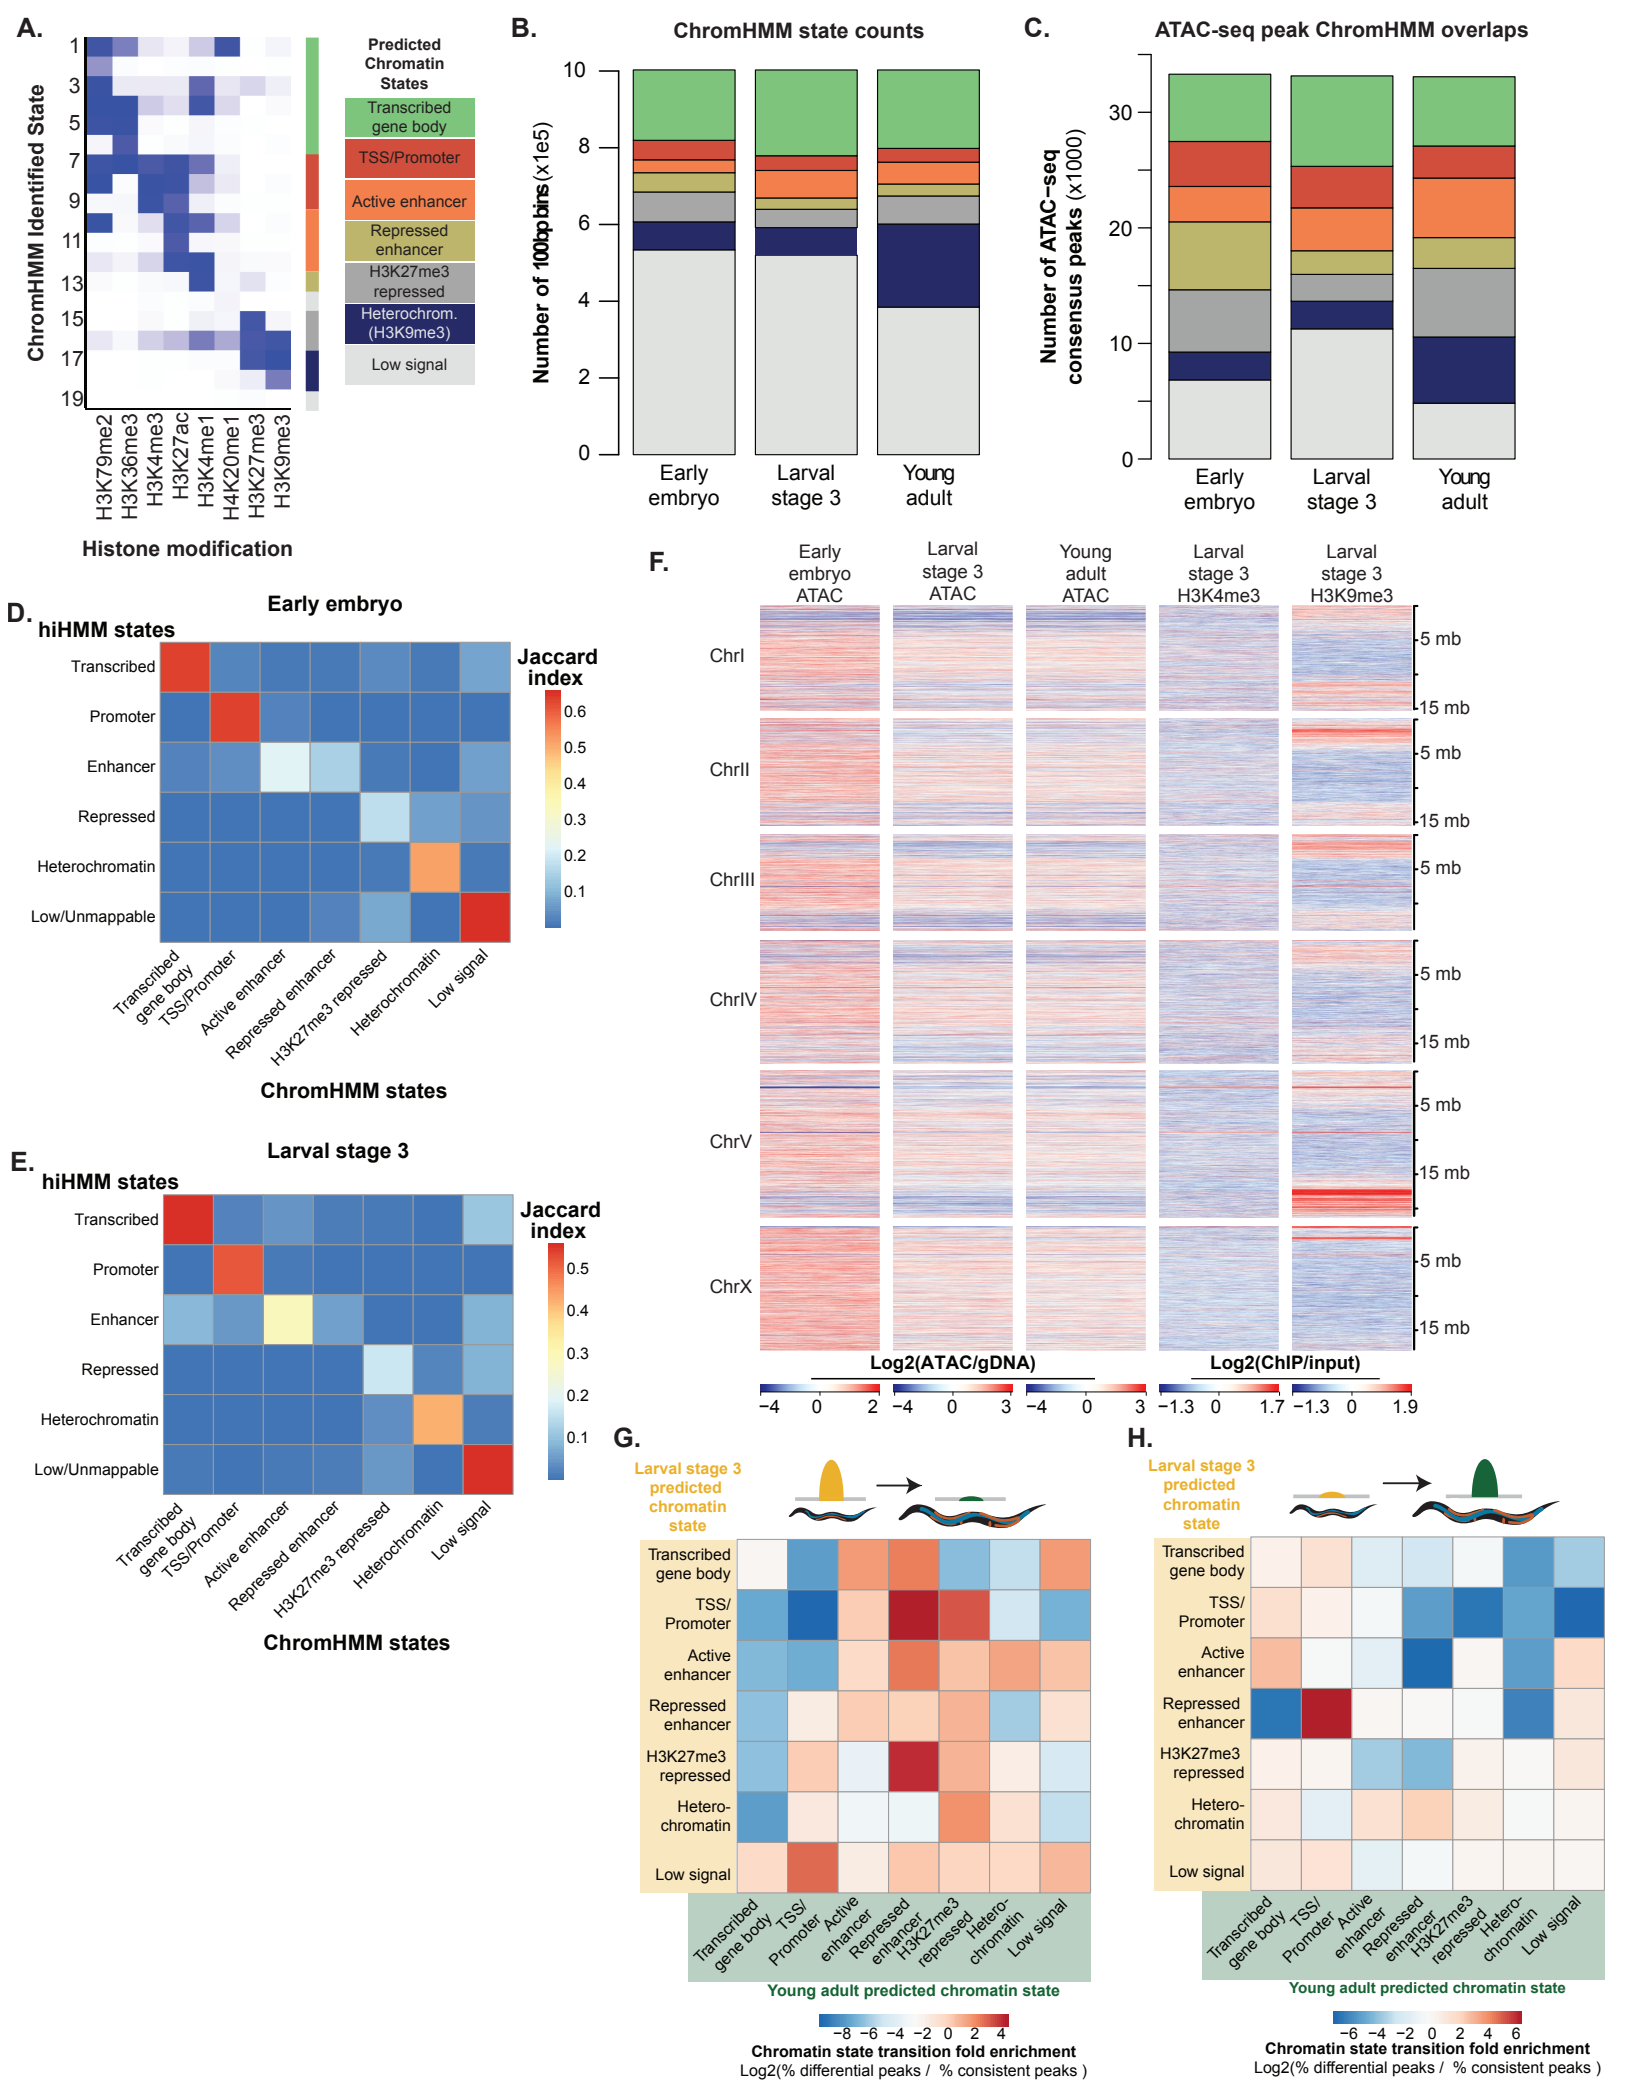 A.
1
3
5
7
9
11
13
15
17
19
ChromHMM Identified State
H3K79me2
H3K36me3
H3K4me3
H3K27ac
H3K4me1
H4K20me1
H3K27me3
H3K9me3
Histone modification
Predicted
Chromatin
States
Transcribed
gene body
TSS/Promoter
Active enhancer
Repressed
enhancer
H3K27me3
repressed
Heterochrom.
(H3K9me3)
Low signal
B.
ChromHMM state counts
Number of 100bp bins (x1e5)
10
8
6
4
2
0
Early
embryo
Larval
stage 3
Young
adult
C.
ATAC-seq peak ChromHMM overlaps
Number of ATAC-seq
consensus peaks (x1000)
30
20
10
0
Early
embryo
Larval
stage 3
Young
adult
D.
Early embryo
hiHMM states
Transcribed
Promoter
Enhancer
Repressed
Heterochromatin
Low/Unmappable
Transcribed
gene body
TSS/Promoter
Active enhancer
Repressed enhancer
H3K27me3 repressed
Heterochromatin
Low signal
ChromHMM states
Jaccard
index
0.6
0.5
0.4
0.3
0.2
0.1
E.
Larval stage 3
hiHMM states
Transcribed
Promoter
Enhancer
Repressed
Heterochromatin
Low/Unmappable
Transcribed
gene body
TSS/Promoter
Active enhancer
Repressed enhancer
H3K27me3 repressed
Heterochromatin
Low signal
ChromHMM states
Jaccard
index
0.5
0.4
0.3
0.2
0.1
F.
Early
embryo
ATAC
Larval
stage 3
ATAC
Young
adult
ATAC
Larval
stage 3
H3K4me3
Larval
stage 3
H3K9me3
ChrI
5 mb
15 mb
ChrII
5 mb
15 mb
ChrIII
5 mb
ChrIV
5 mb
15 mb
ChrV
5 mb
15 mb
ChrX
5 mb
15 mb
Log2(ATAC/gDNA)
−4 0 2
−4 0 3
−4 0 3
Log2(ChIP/input)
−1.3 0 1.7
−1.3 0 1.9
G.
Larval stage 3
predicted
chromatin
state
Transcribed
gene body
TSS/
Promoter
Active
enhancer
Repressed
enhancer
H3K27me3
repressed
Hetero-
chromatin
Low signal
Transcribed
gene body
TSS/
Promoter
Active
enhancer
Repressed
enhancer
H3K27me3
repressed
Hetero-
chromatin
Low signal
Young adult predicted chromatin state
−8 −6 −4 −2 0 2 4
Chromatin state transition fold enrichment
Log2(% differential peaks / % consistent peaks )
H.
Larval stage 3
predicted
chromatin
state
Transcribed
gene body
TSS/
Promoter
Active
enhancer
Repressed
enhancer
H3K27me3
repressed
Hetero-
chromatin
Low signal
Transcribed
gene body
TSS/
Promoter
Active
enhancer
Repressed
enhancer
H3K27me3
repressed
Hetero-
chromatin
Low signal
Young adult predicted chromatin state
−6 −4 −2 0 2 4 6
Chromatin state transition fold enrichment
Log2(% differential peaks / % consistent peaks )